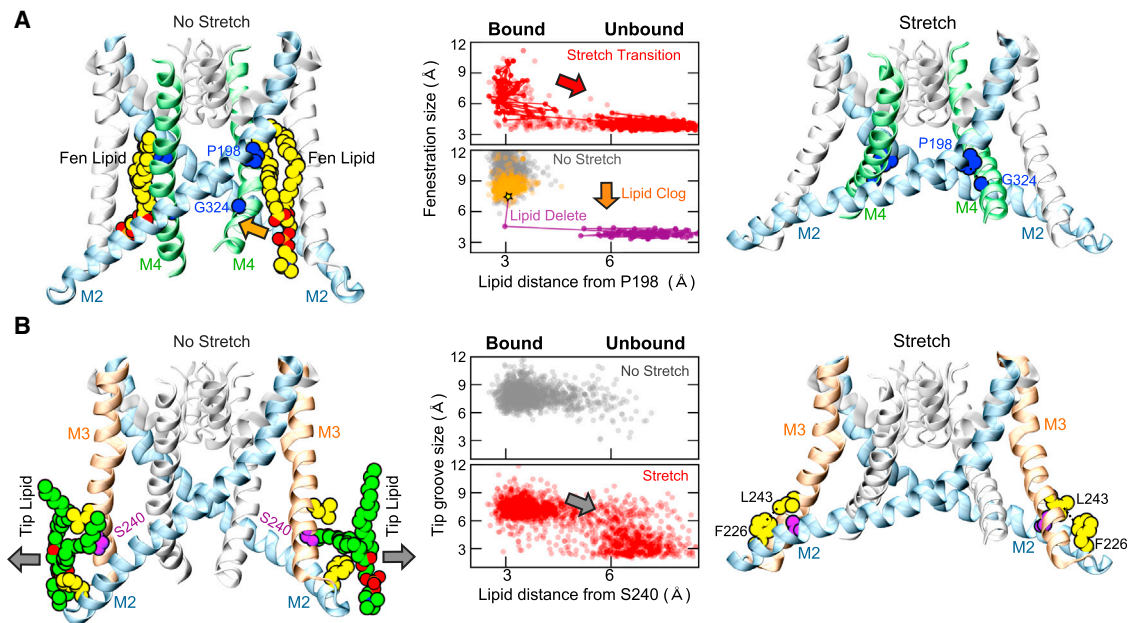 A
No Stretch
Fen Lipid
P198
Fen Lipid
G324
M4
M4
M2
M2
Bound
Unbound
Stretch Transition
12
9
6
3
No Stretch
Lipid Clog
Lipid Delete
12
9
6
3
Fenestration size (Å)
3
6
Lipid distance from P198 (Å)
Stretch
P198
G324
M4
M4
M2
M2
B
No Stretch
M3
M3
Tip Lipid
Tip Lipid
S240
S240
M2
M2
Bound
Unbound
No Stretch
12
9
6
3
Stretch
12
9
6
3
Tip groove size (Å)
3
6
Lipid distance from S240 (Å)
Stretch
M3
M3
L243
L243
F226
F226
M2
M2